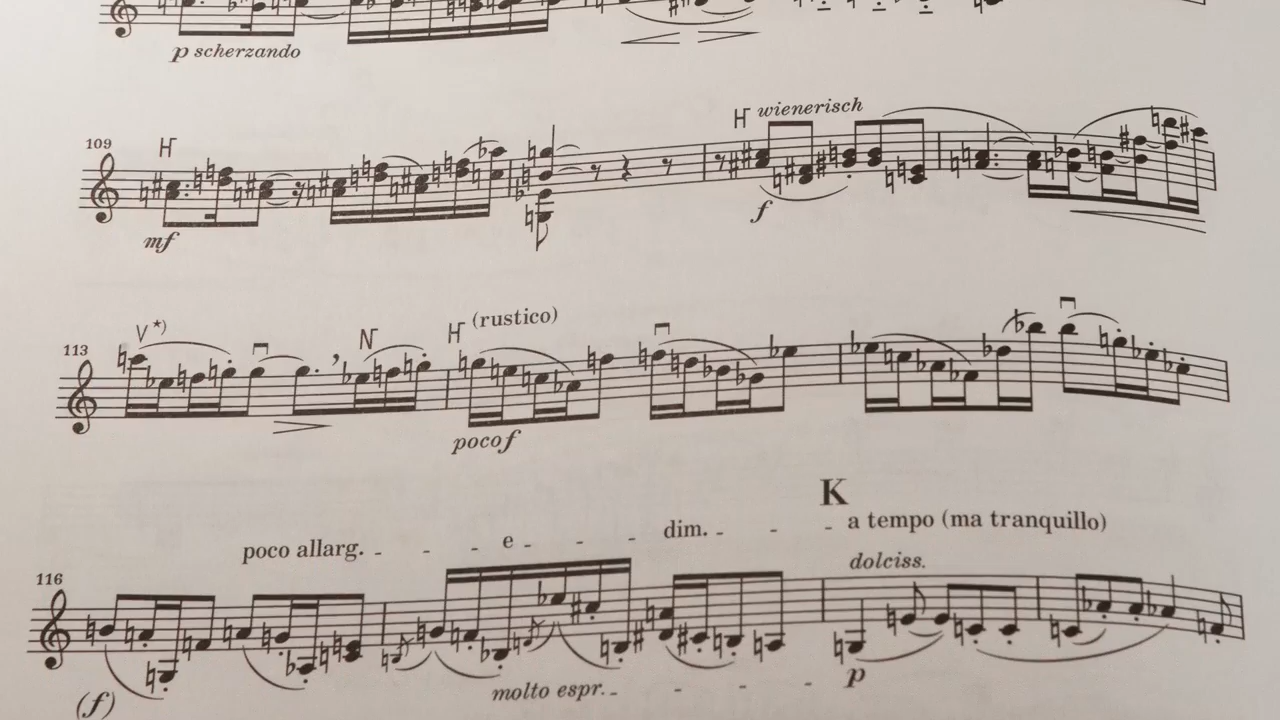 p scherzando
109
H wienerisch
mf
f
113
V *)
N
H (rustico)
poco f
K
poco allarg. - - - e - - - dim. - - - a tempo (ma tranquillo)
116
dolciss.
(f)
molto espr. - - - -
p